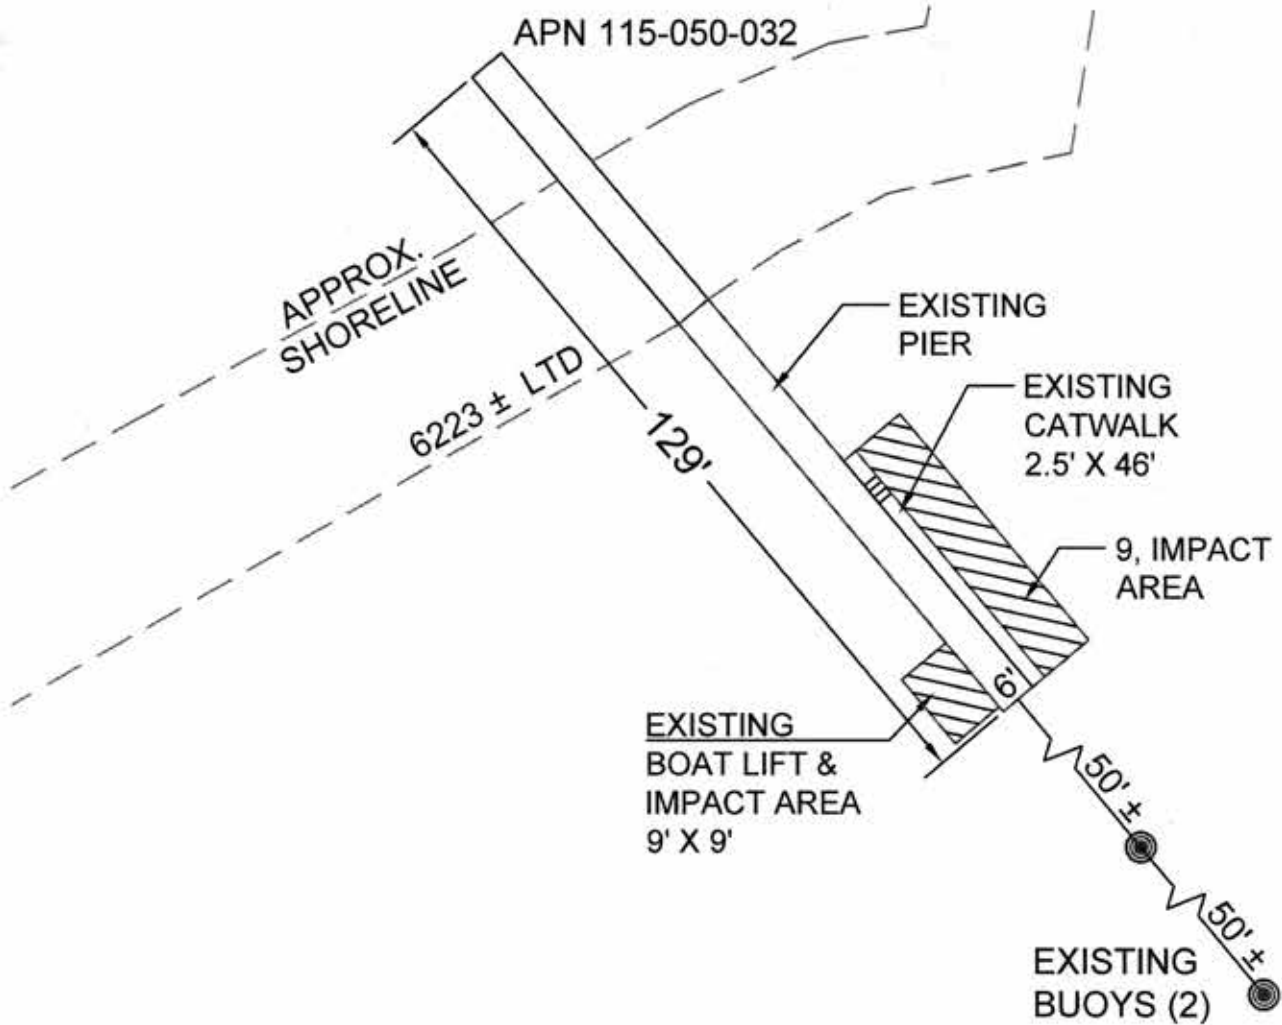 APN 115-050-032
APPROX.
SHORELINE
6223 ± LTD
129'
EXISTING
PIER
EXISTING
CATWALK
2.5' X 46'
9, IMPACT
AREA
6'
EXISTING
BOAT LIFT &
IMPACT AREA
9' X 9'
50' ±
50' ±
EXISTING
BUOYS (2)